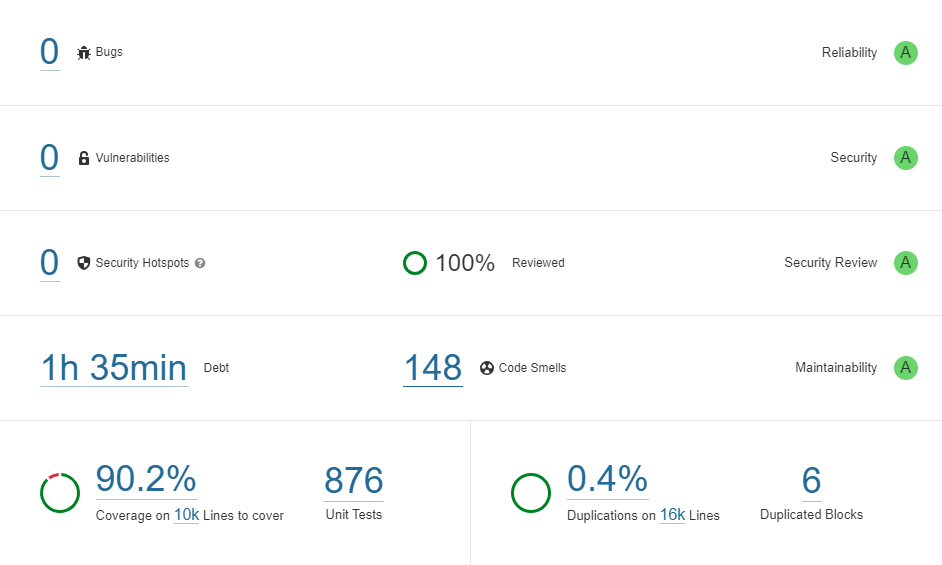 0 Bugs Reliability A
0 Vulnerabilities Security A
0 Security Hotspots ? 100% Reviewed Security Review A
1h 35min Debt 148 Code Smells Maintainability A
90.2% 876 0.4% 6
Coverage on 10k Lines to cover Unit Tests Duplications on 16k Lines Duplicated Blocks